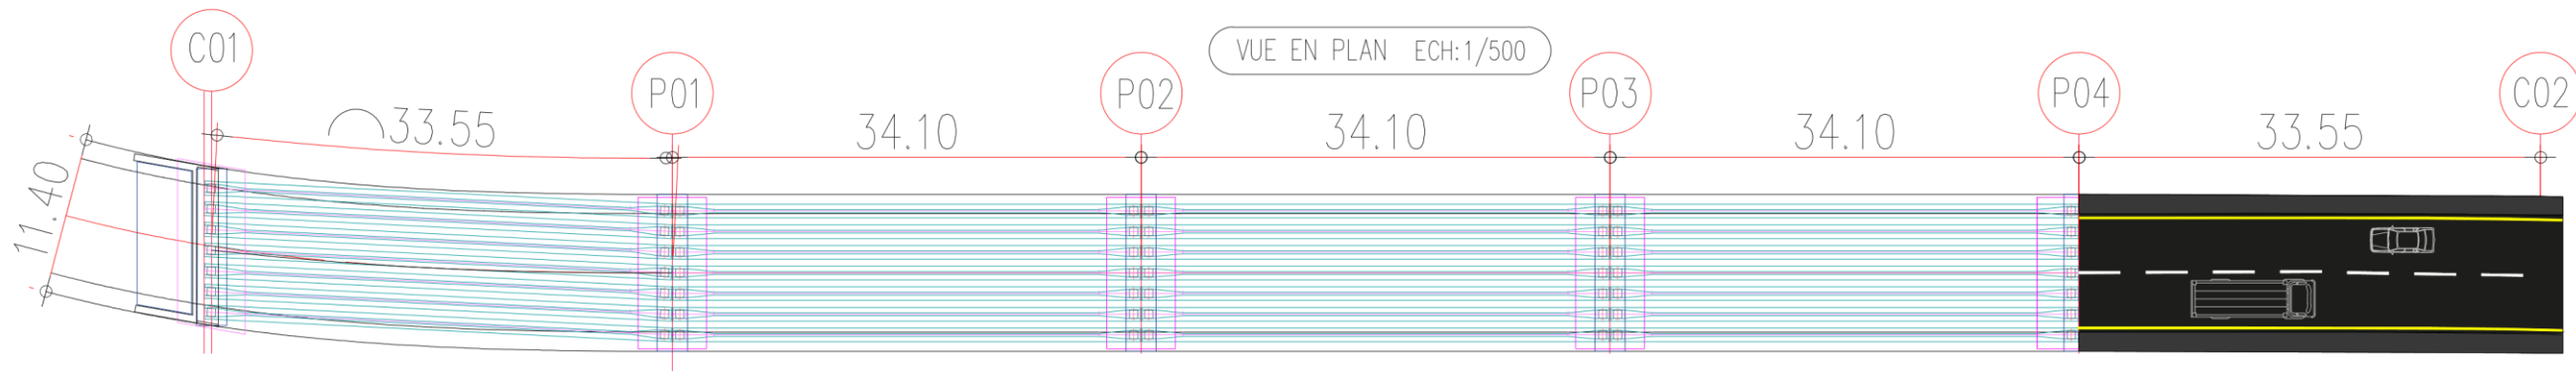 C01
VUE EN PLAN ECH:1/500
P01
P02
P03
P04
C02
33.55
34.10
34.10
34.10
33.55
11.40